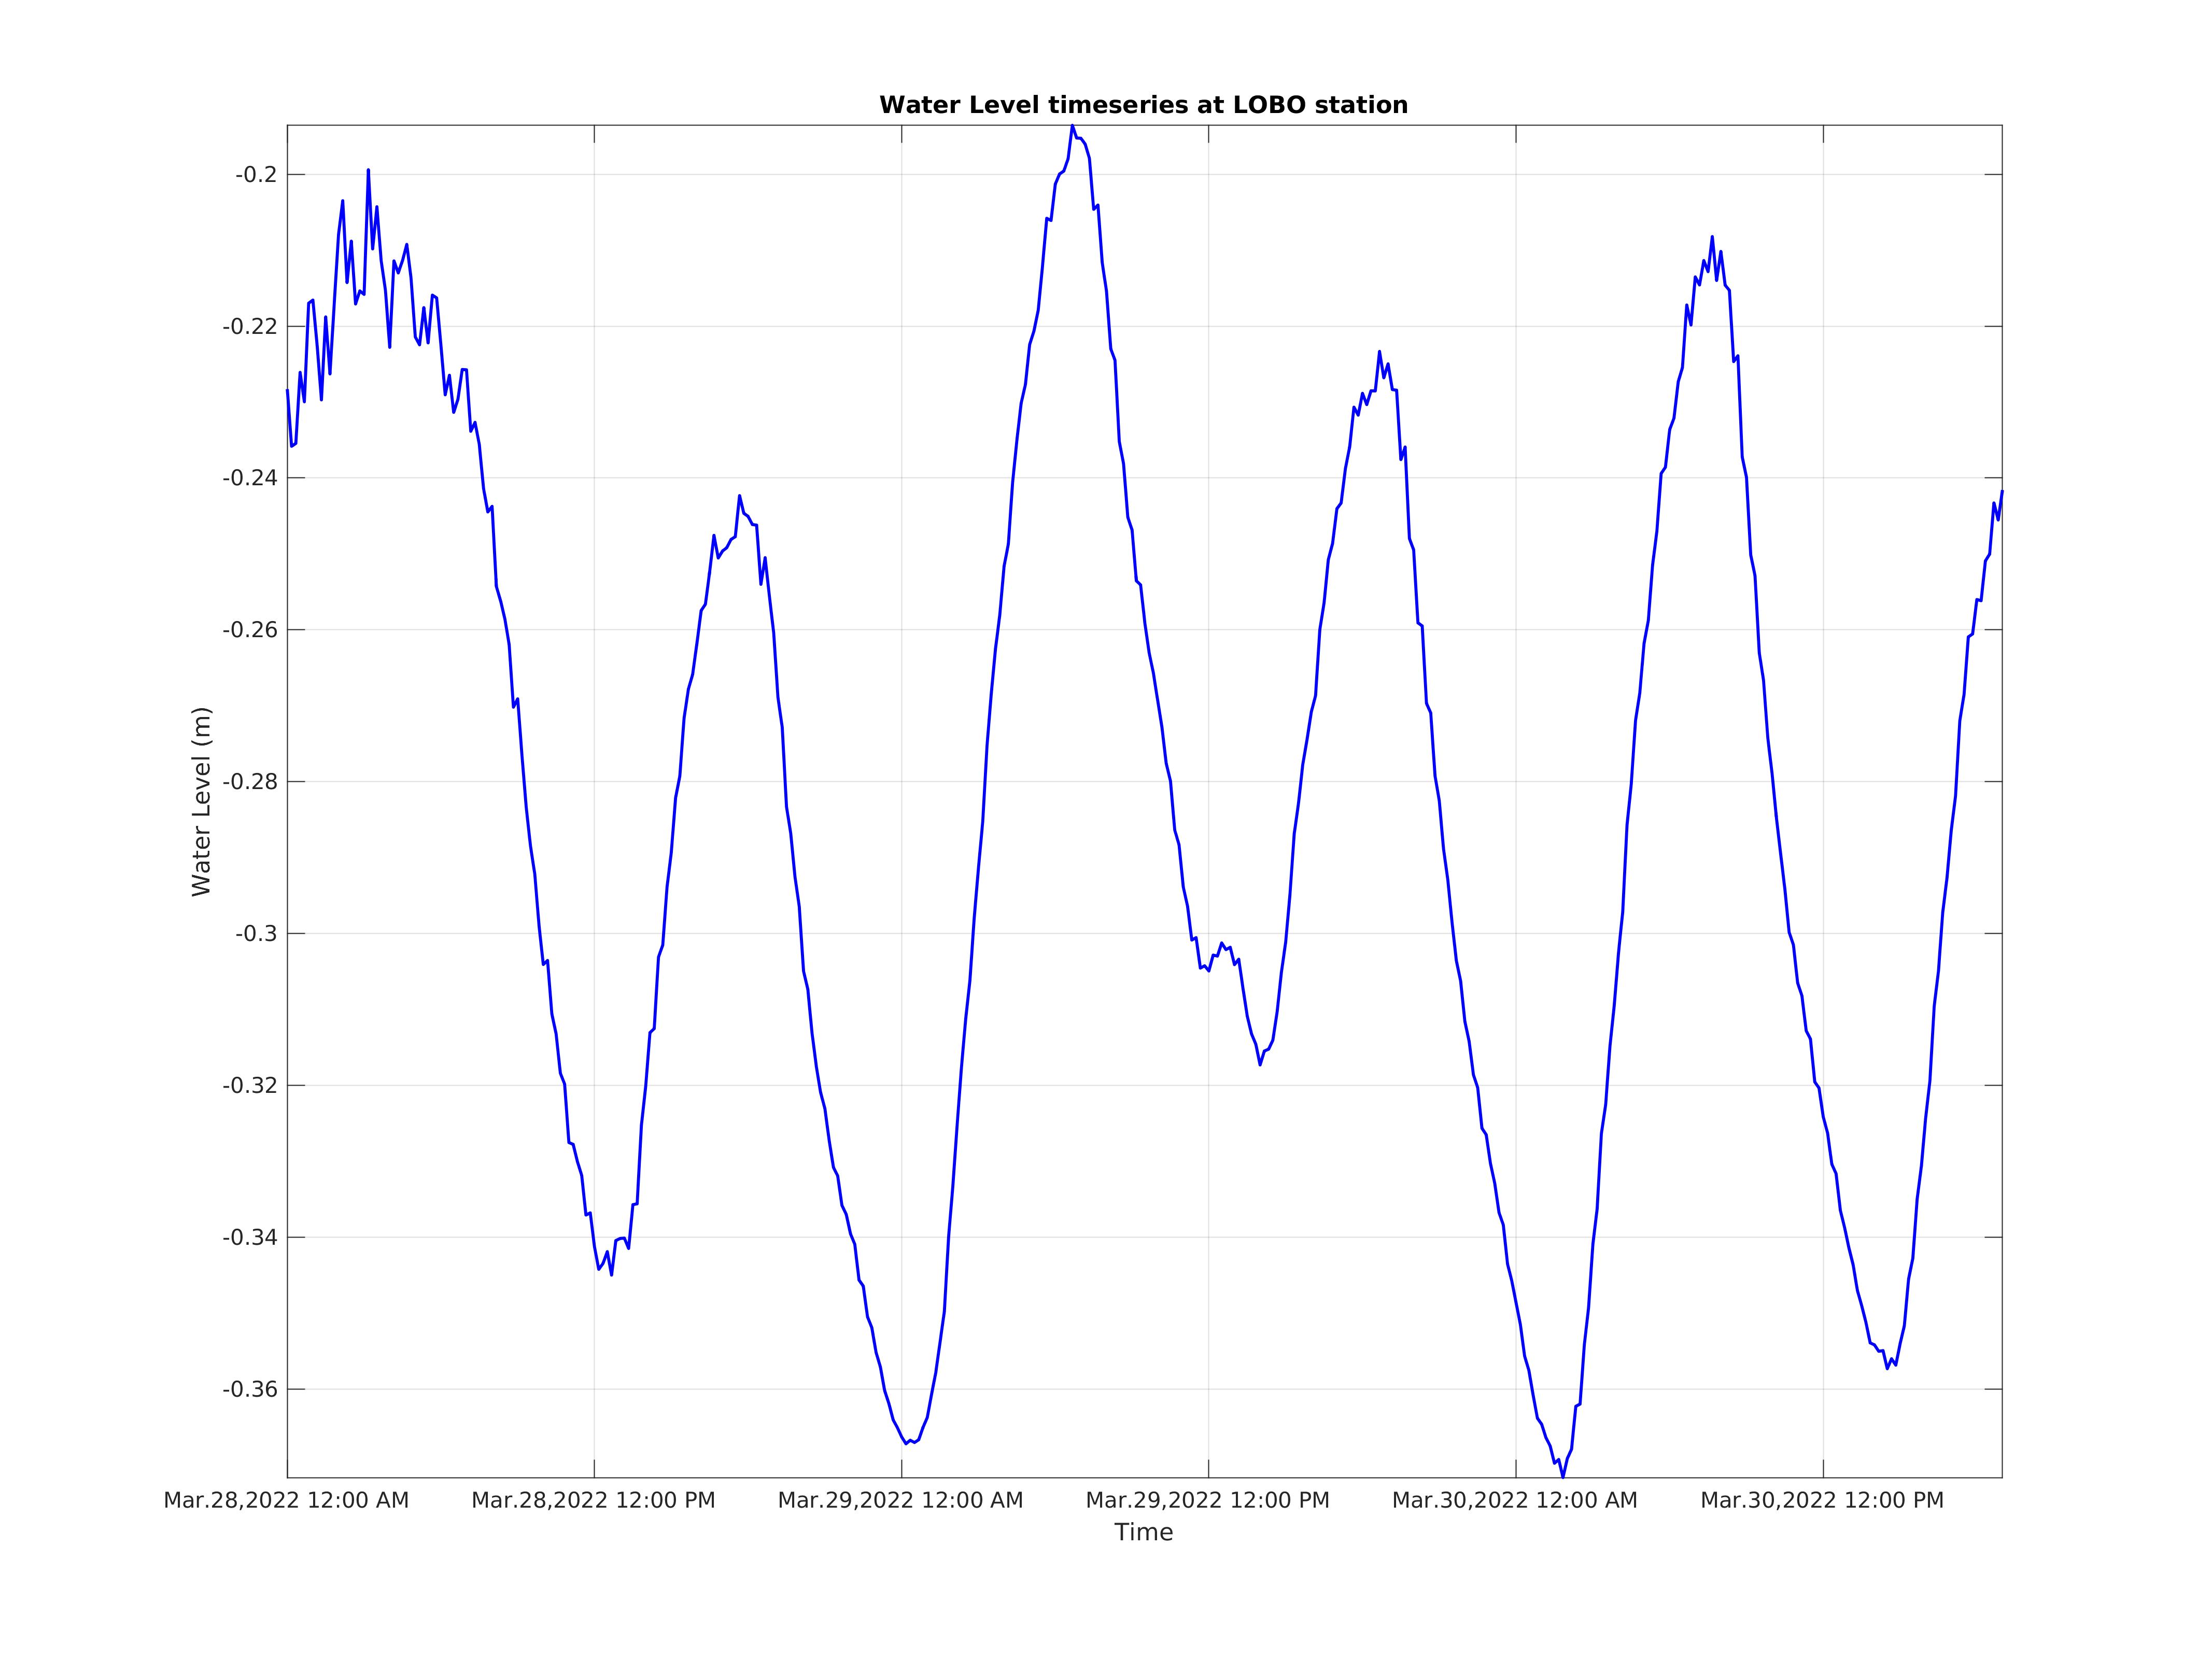 Water Level timeseries at LOBO station
-0.2
-0.22
-0.24
-0.26
-0.28
-0.3
-0.32
-0.34
-0.36
Water Level (m)
Mar.28,2022 12:00 AM Mar.28,2022 12:00 PM Mar.29,2022 12:00 AM Mar.29,2022 12:00 PM Mar.30,2022 12:00 AM Mar.30,2022 12:00 PM
Time